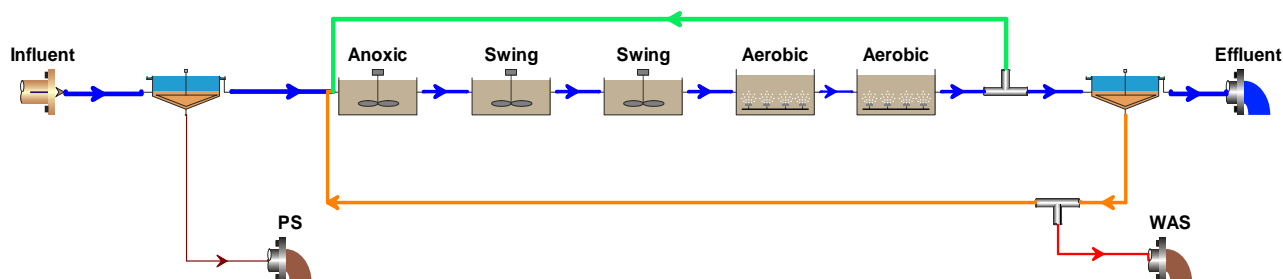 Influent
Anoxic
Swing
Swing
Aerobic
Aerobic
Effluent
PS
WAS